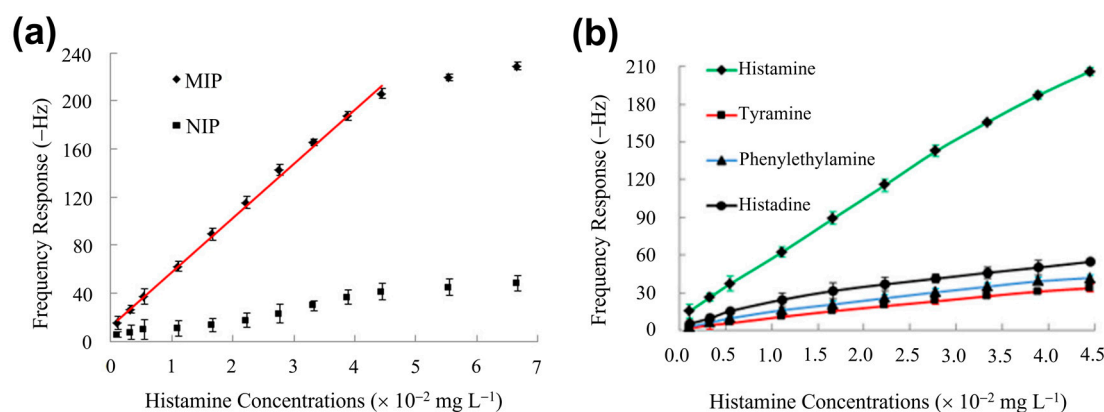 (a)
240
200
160
120
80
40
0
Frequency Response (−Hz)
MIP
NIP
0 1 2 3 4 5 6 7
Histamine Concentrations (× 10−2 mg L−1)
(b)
210
180
150
120
90
60
30
0
Frequency Response (−Hz)
Histamine
Tyramine
Phenylethylamine
Histadine
0.0 0.5 1.0 1.5 2.0 2.5 3.0 3.5 4.0 4.5
Histamine Concentrations (× 10−2 mg L−1)